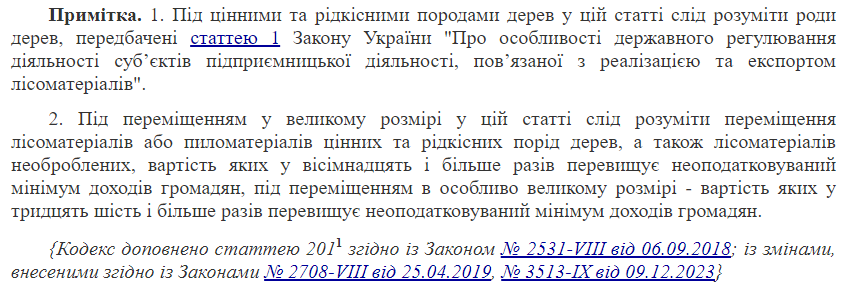 Примітка. 1. Під цінними та рідкісними породами дерев у цій статті слід розуміти роди
дерев, передбачені статтею 1 Закону України "Про особливості державного регулювання
діяльності суб’єктів підприємницької діяльності, пов’язаної з реалізацією та експортом
лісоматеріалів".
2. Під переміщенням у великому розмірі у цій статті слід розуміти переміщення
лісоматеріалів або пиломатеріалів цінних та рідкісних порід дерев, а також лісоматеріалів
необроблених, вартість яких у вісімнадцять і більше разів перевищує неоподатковуваний
мінімум доходів громадян, під переміщенням в особливо великому розмірі - вартість яких у
тридцять шість і більше разів перевищує неоподатковуваний мінімум доходів громадян.
{Кодекс доповнено статтею 201¹ згідно із Законом № 2531-VIII від 06.09.2018; із змінами,
внесеними згідно із Законами № 2708-VIII від 25.04.2019, № 3513-IX від 09.12.2023}